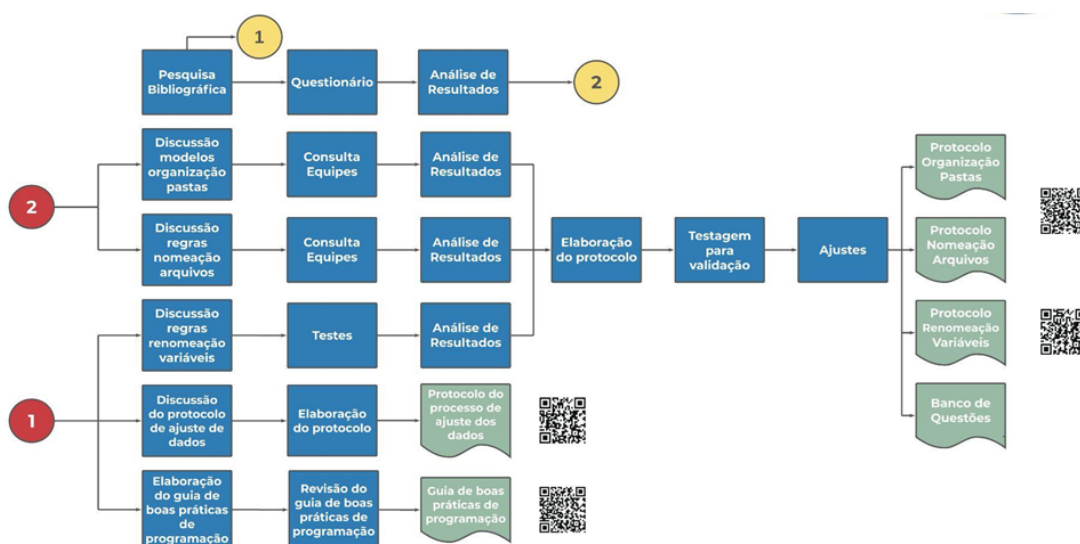 1
Pesquisa
Bibliográfica
Questionário
Análise de
Resultados
2
Discussão
modelos
organização
pastas
Consulta
Equipes
Análise de
Resultados
Protocolo
Organização
Pastas
2
Discussão
regras
nomeação
arquivos
Consulta
Equipes
Análise de
Resultados
Elaboração
do protocolo
Testagem
para
validação
Ajustes
Protocolo
Nomeação
Arquivos
Discussão
regras
renomeação
variáveis
Testes
Análise de
Resultados
Protocolo
Renomeação
Variáveis
1
Discussão
do protocolo
de ajuste de
dados
Elaboração
do protocolo
Protocolo do
processo de
ajuste dos
dados
Banco de
Questões
Elaboração
do guia de
boas práticas
de
programação
Revisão do
guia de boas
práticas de
programação
Guia de boas
práticas de
programação